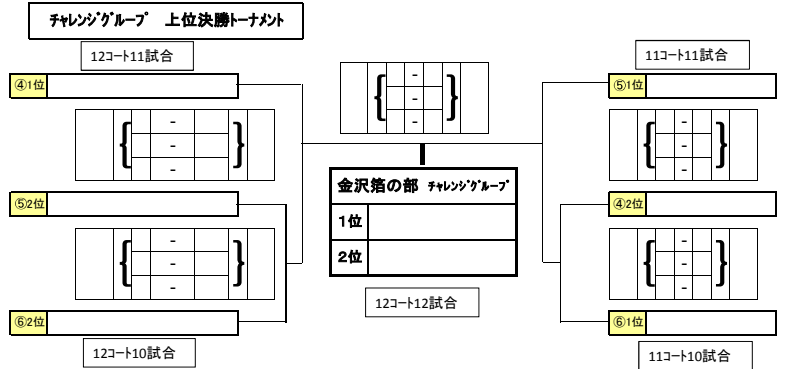 ﾁｬﾚﾝｼﾞｸﾞﾙｰﾌﾟ　上位決勝ﾄｰﾅﾒﾝﾄ
12ｺｰﾄ11試合
11ｺｰﾄ11試合
④1位
⑤1位
{ - - - }
{ - - - }
{ - - - }
金沢箔の部 ﾁｬﾚﾝｼﾞｸﾞﾙｰﾌﾟ
1位
2位
⑤2位
④2位
{ - - - }
{ - - - }
12ｺｰﾄ12試合
⑥2位
⑥1位
12ｺｰﾄ10試合
11ｺｰﾄ10試合